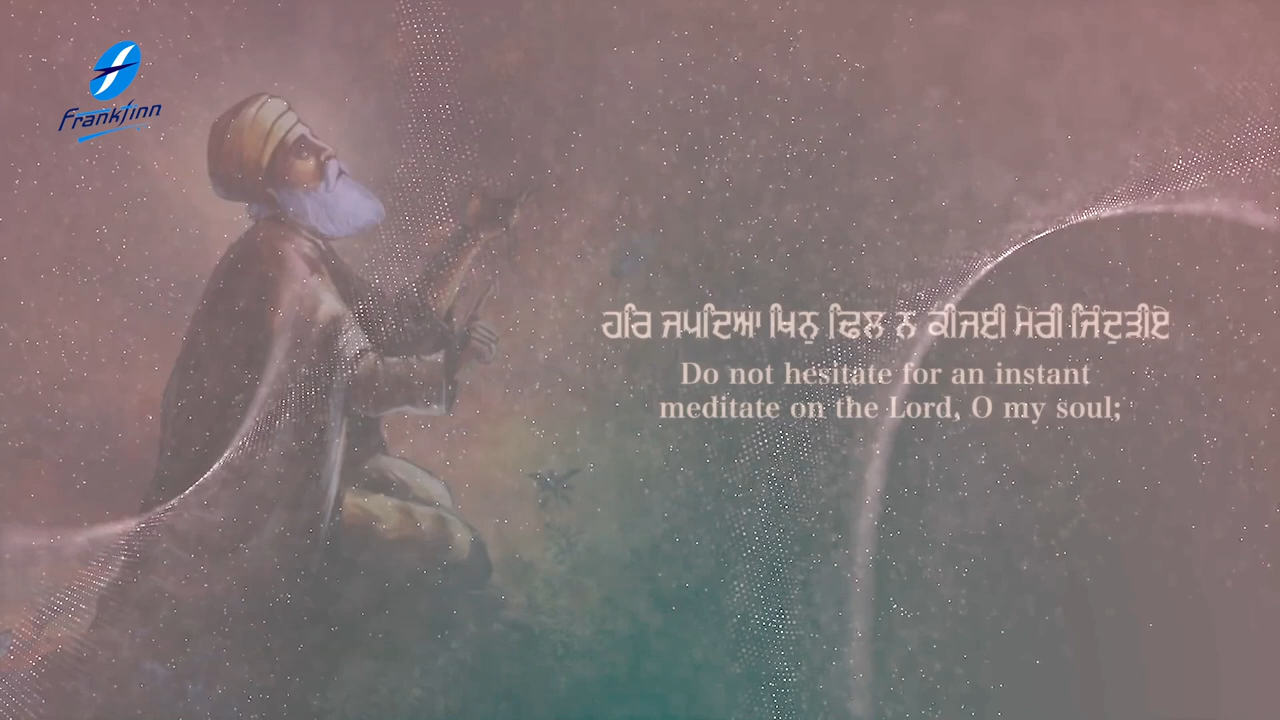 Frankfinn
ਹਰਿ ਜਪਦਿਆ ਖਿਨੁ ਢਿਲ ਨ ਕੀਜਈ ਮੇਰੀ ਜਿੰਦੁੜੀਏ
Do not hesitate for an instant
meditate on the Lord, O my soul;